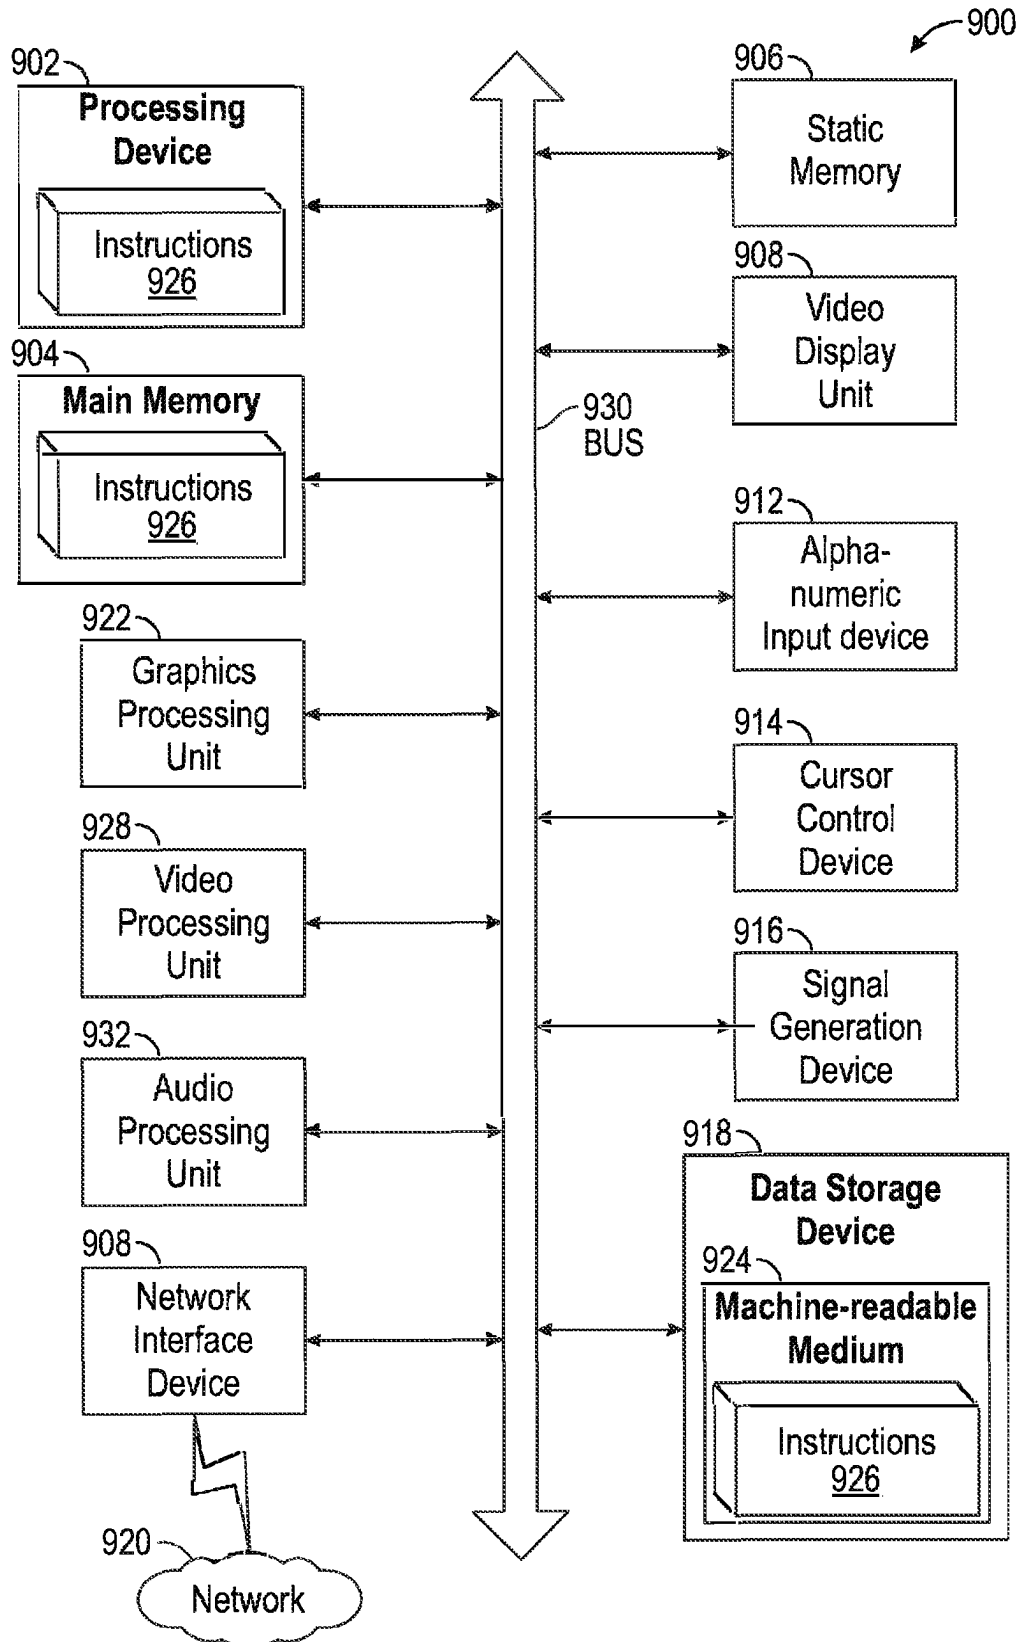 900
902
Processing
Device
Instructions
926
904
Main Memory
Instructions
926
922
Graphics
Processing
Unit
928
Video
Processing
Unit
932
Audio
Processing
Unit
908
Network
Interface
Device
920
Network
930
BUS
906
Static
Memory
908
Video
Display
Unit
912
Alpha-
numeric
Input device
914
Cursor
Control
Device
916
Signal
Generation
Device
918
Data Storage
Device
924
Machine-readable
Medium
Instructions
926